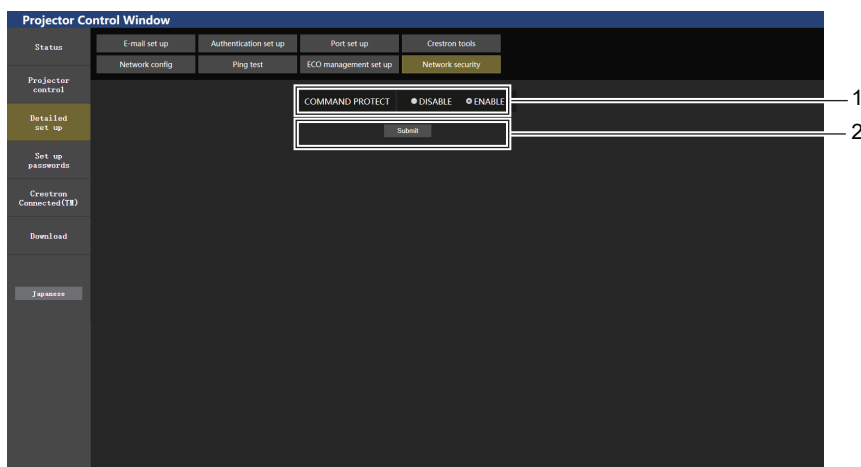 Projector Control Window
Status
E-mail set up
Authentication set up
Port set up
Crestron tools
Network config
Ping test
ECO management set up
Network security
Projector
control
Detailed
set up
Set up
passwords
Crestron
Connected(TM)
Download
Japanese
COMMAND PROTECT DISABLE ENABLE
Submit
1
2